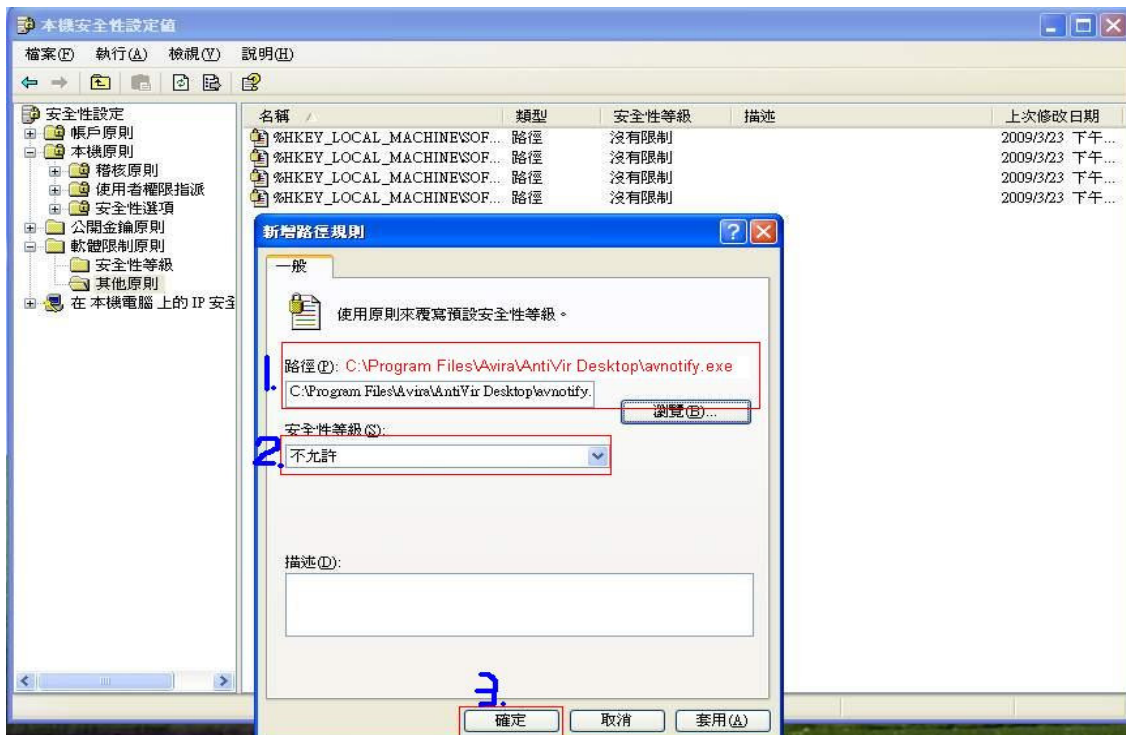 本機安全性設定值
檔案(F) 執行(A) 檢視(V) 說明(H)
安全性設定
帳戶原則
本機原則
稽核原則
使用者權限指派
安全性選項
公開金鑰原則
軟體限制原則
安全性等級
其他原則
在 本機電腦 上的 IP 安全
名稱 類型 安全性等級 描述 上次修改日期
%HKEY_LOCAL_MACHINE\SOF... 路徑 沒有限制 2009/3/23 下午...
%HKEY_LOCAL_MACHINE\SOF... 路徑 沒有限制 2009/3/23 下午...
%HKEY_LOCAL_MACHINE\SOF... 路徑 沒有限制 2009/3/23 下午...
%HKEY_LOCAL_MACHINE\SOF... 路徑 沒有限制 2009/3/23 下午...
新增路徑規則
一般
使用原則來覆寫預設安全性等級。
1.
路徑(P): C:\Program Files\Avira\AntiVir Desktop\avnotify.exe
C:\Program Files\Avira\AntiVir Desktop\avnotify.
瀏覽(B)...
安全性等級(S):
2.
不允許
描述(D):
3.
確定 取消 套用(A)